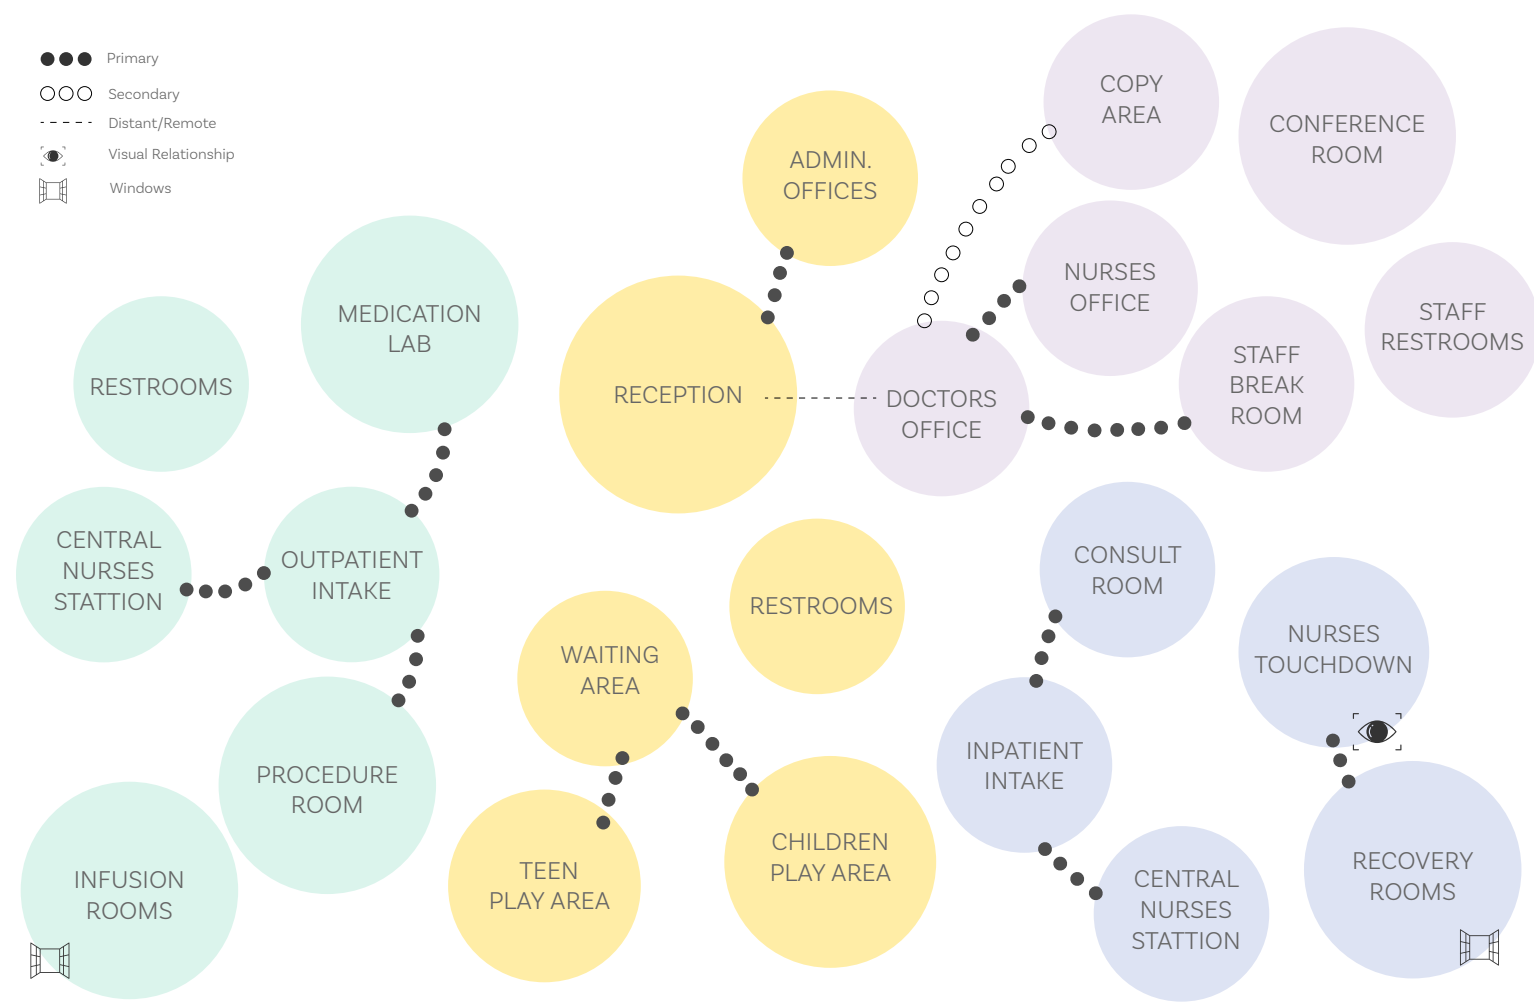 Primary
Secondary
Distant/Remote
Visual Relationship
Windows
COPY
AREA
CONFERENCE
ROOM
ADMIN.
OFFICES
NURSES
OFFICE
STAFF
RESTROOMS
MEDICATION
LAB
RESTROOMS
RECEPTION
DOCTORS
OFFICE
STAFF
BREAK
ROOM
CENTRAL
NURSES
STATTION
OUTPATIENT
INTAKE
CONSULT
ROOM
RESTROOMS
WAITING
AREA
NURSES
TOUCHDOWN
PROCEDURE
ROOM
INPATIENT
INTAKE
INFUSION
ROOMS
TEEN
PLAY AREA
CHILDREN
PLAY AREA
CENTRAL
NURSES
STATTION
RECOVERY
ROOMS